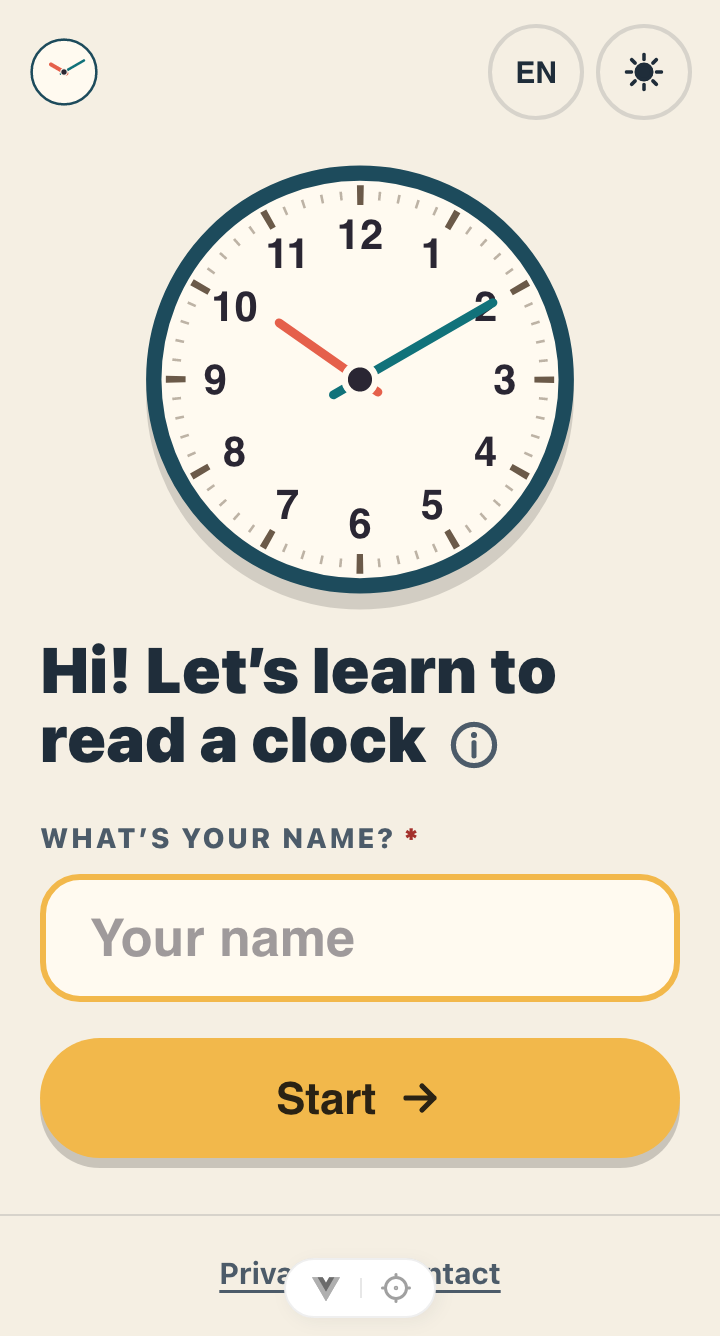 EN
12
11 1
10 2
9 3
8 4
7 5
6
Hi! Let’s learn to
read a clock
WHAT’S YOUR NAME? *
Your name
Start →